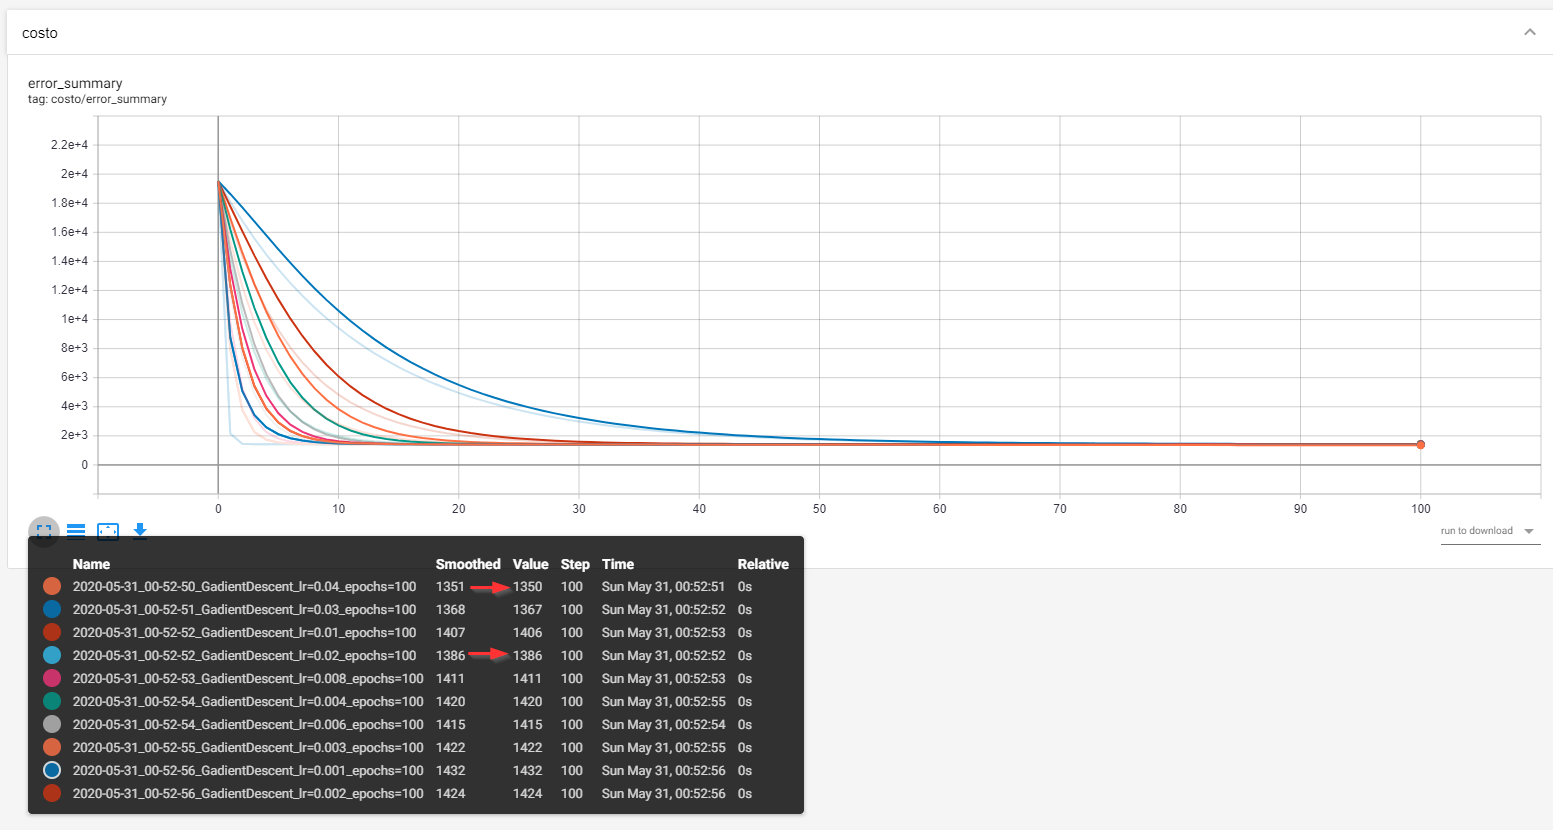 costo
error_summary
tag: costo/error_summary
2.2e+4
2e+4
1.8e+4
1.6e+4
1.4e+4
1.2e+4
1e+4
8e+3
6e+3
4e+3
2e+3
0
0 10 20 30 40 50 60 70 80 90 100
run to download
Name Smoothed Value Step Time Relative
2020-05-31_00-52-50_GadientDescent_lr=0.04_epochs=100 1351 1350 100 Sun May 31, 00:52:51 0s
2020-05-31_00-52-51_GadientDescent_lr=0.03_epochs=100 1368 1367 100 Sun May 31, 00:52:52 0s
2020-05-31_00-52-52_GadientDescent_lr=0.01_epochs=100 1407 1406 100 Sun May 31, 00:52:53 0s
2020-05-31_00-52-52_GadientDescent_lr=0.02_epochs=100 1386 1386 100 Sun May 31, 00:52:52 0s
2020-05-31_00-52-53_GadientDescent_lr=0.008_epochs=100 1411 1411 100 Sun May 31, 00:52:53 0s
2020-05-31_00-52-54_GadientDescent_lr=0.004_epochs=100 1420 1420 100 Sun May 31, 00:52:55 0s
2020-05-31_00-52-54_GadientDescent_lr=0.006_epochs=100 1415 1415 100 Sun May 31, 00:52:54 0s
2020-05-31_00-52-55_GadientDescent_lr=0.003_epochs=100 1422 1422 100 Sun May 31, 00:52:55 0s
2020-05-31_00-52-56_GadientDescent_lr=0.001_epochs=100 1432 1432 100 Sun May 31, 00:52:56 0s
2020-05-31_00-52-56_GadientDescent_lr=0.002_epochs=100 1424 1424 100 Sun May 31, 00:52:56 0s